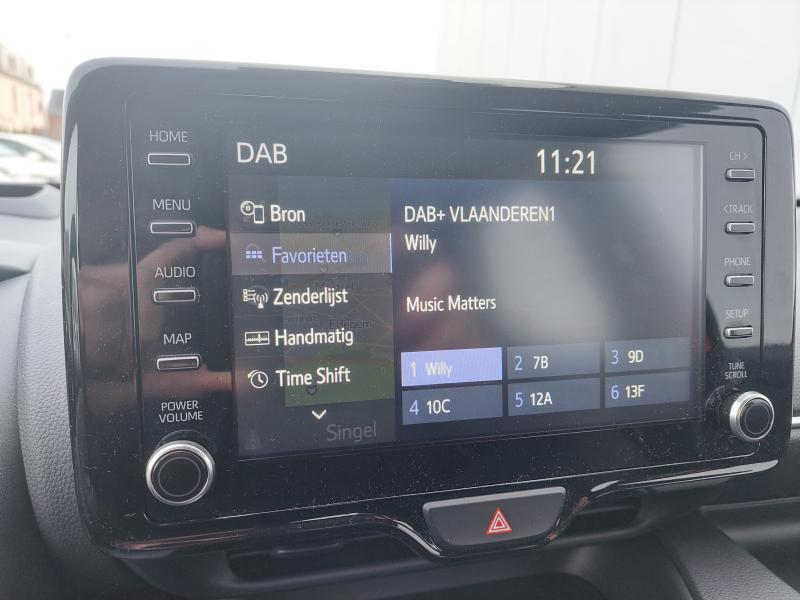 HOME
MENU
AUDIO
MAP
POWER
VOLUME
DAB
11:21
Bron
Favorieten
Zenderlijst
Handmatig
Time Shift
Singel
DAB+ VLAANDEREN1
Willy
Music Matters
1 Willy
2 7B
3 9D
4 10C
5 12A
6 13F
CH >
< TRACK
PHONE
SETUP
TUNE
SCROLL